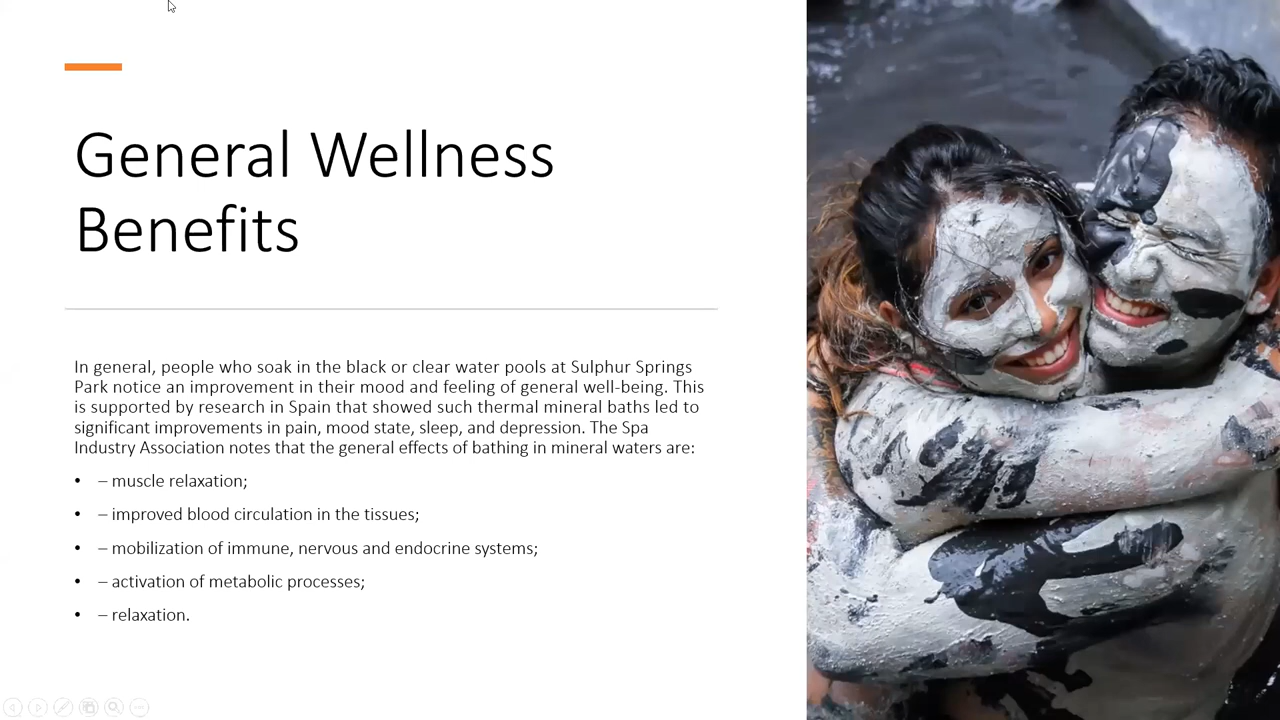 General Wellness
Benefits
In general, people who soak in the black or clear water pools at Sulphur Springs
Park notice an improvement in their mood and feeling of general well-being. This
is supported by research in Spain that showed such thermal mineral baths led to
significant improvements in pain, mood state, sleep, and depression. The Spa
Industry Association notes that the general effects of bathing in mineral waters are:
• – muscle relaxation;
• – improved blood circulation in the tissues;
• – mobilization of immune, nervous and endocrine systems;
• – activation of metabolic processes;
• – relaxation.